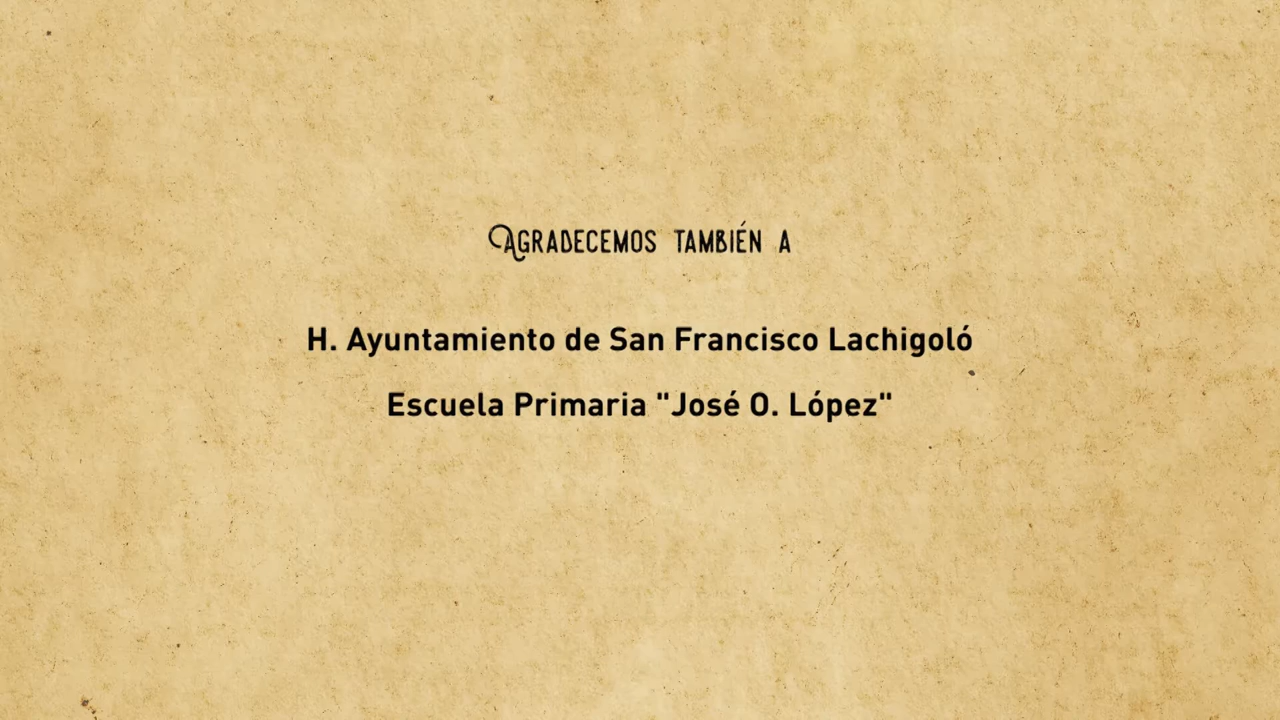 Agradecemos también a
H. Ayuntamiento de San Francisco Lachigoló
Escuela Primaria "José O. López"